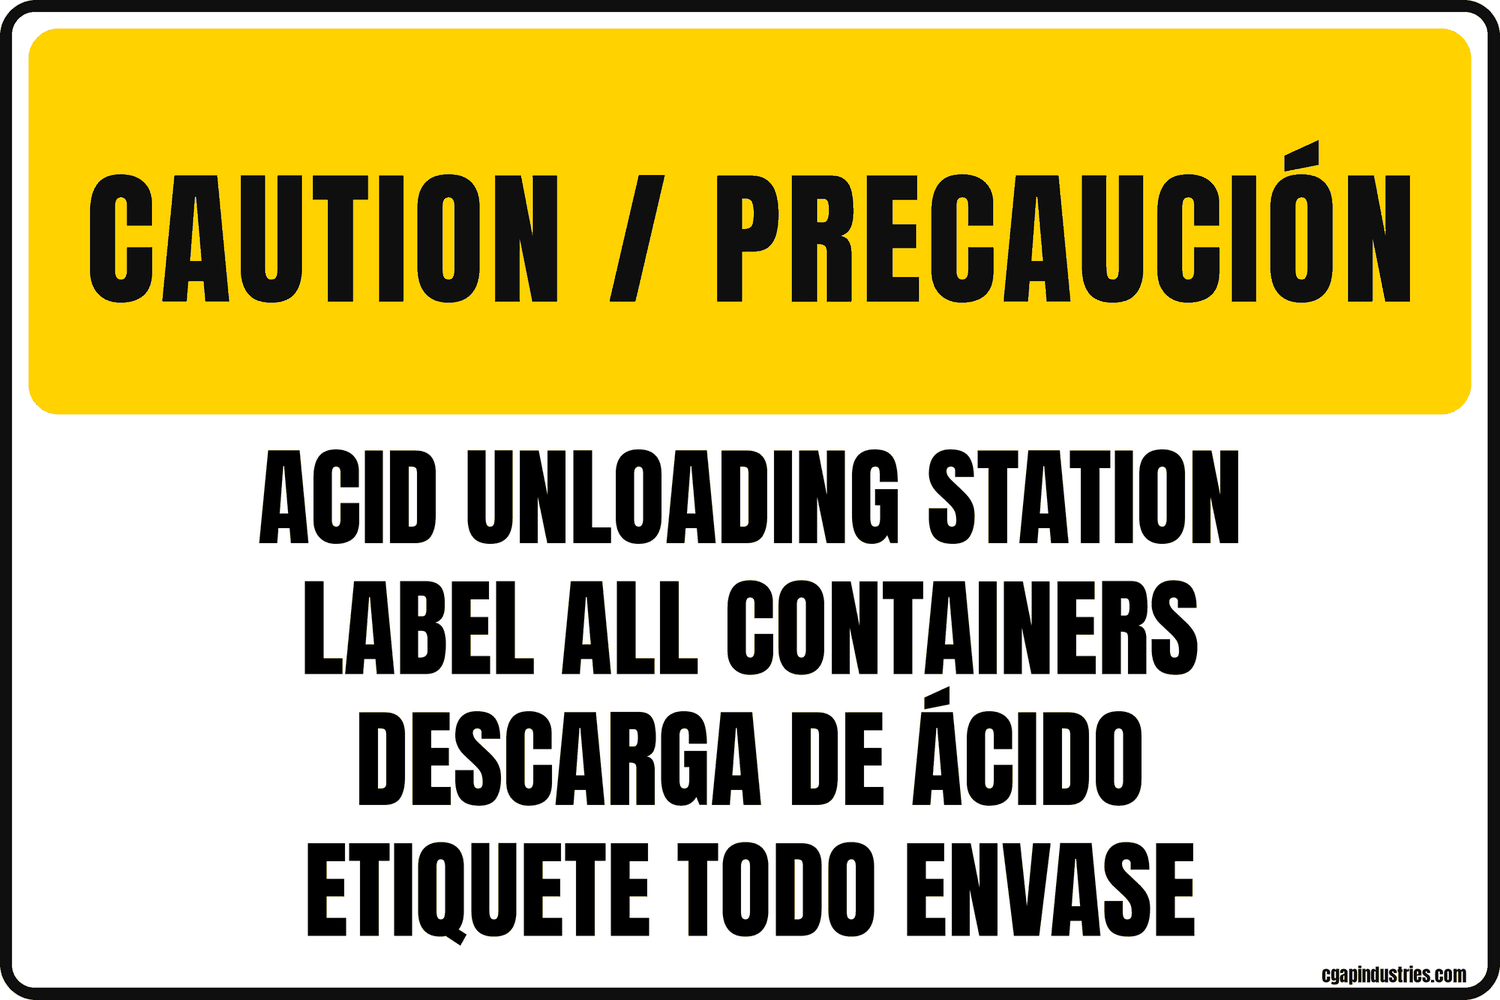 CAUTION / PRECAUCIÓN
ACID UNLOADING STATION
LABEL ALL CONTAINERS
DESCARGA DE ÁCIDO
ETIQUETE TODO ENVASE
cgapindustries.com